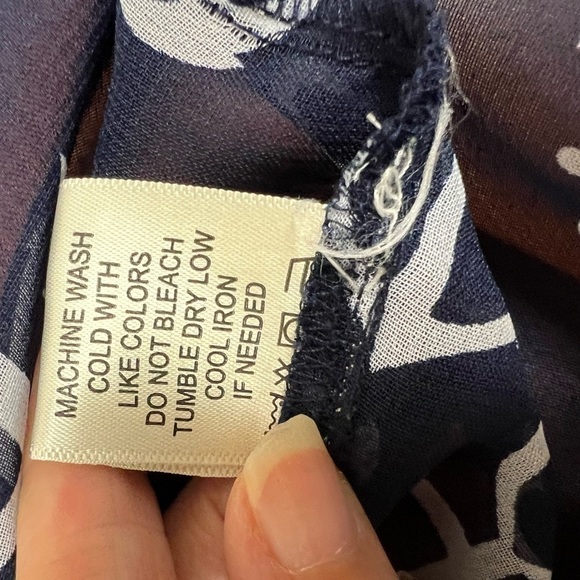 MACHINE WASH
COLD WITH
LIKE COLORS
DO NOT BLEACH
TUMBLE DRY LOW
COOL IRON
IF NEEDED